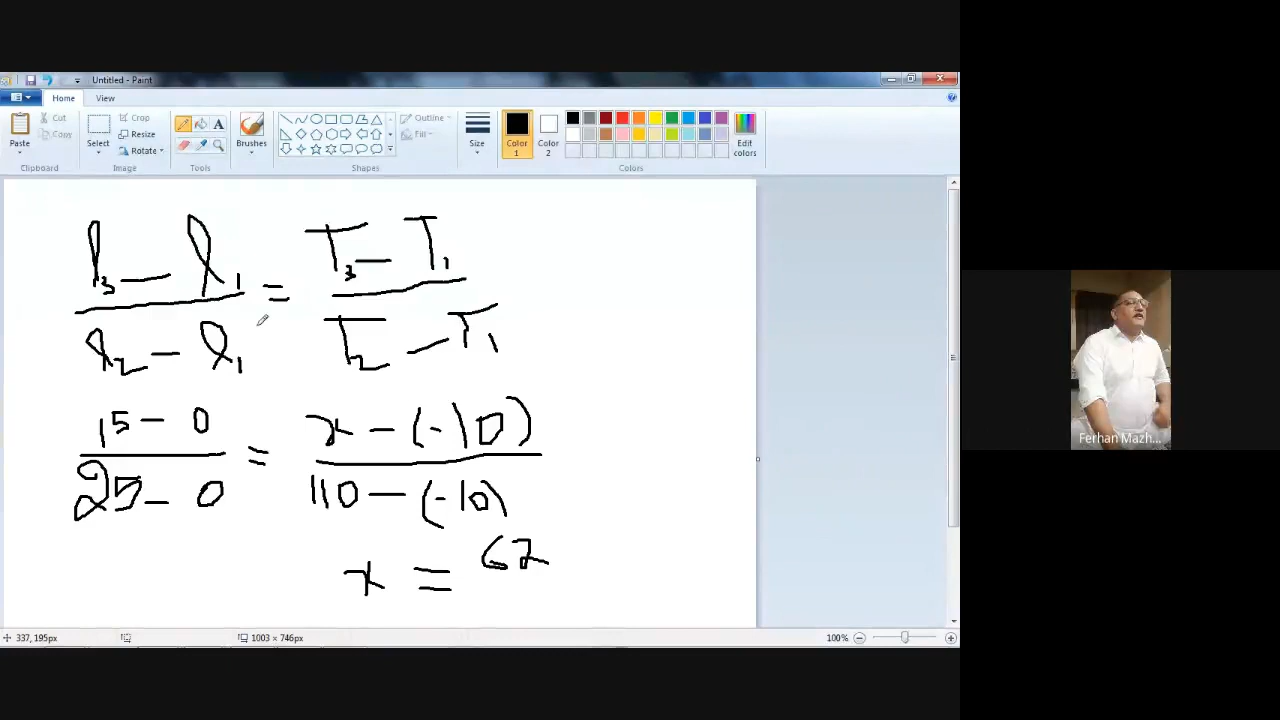 Untitled - Paint
Home View
Paste
Cut
Copy
Select
Crop
Resize
Rotate
Brushes
Outline
Fill
Size
Color 1
Color 2
Edit colors
Clipboard Image Tools Shapes Colors
l₃ - l₁ = T₃ - T₁
l₂ - l₁ T₂ - T₁
15 - 0 = x - (-10)
25 - 0 110 - (-10)
x = 62
Ferhan Mazh...
337, 195px
1003 × 746px
100%